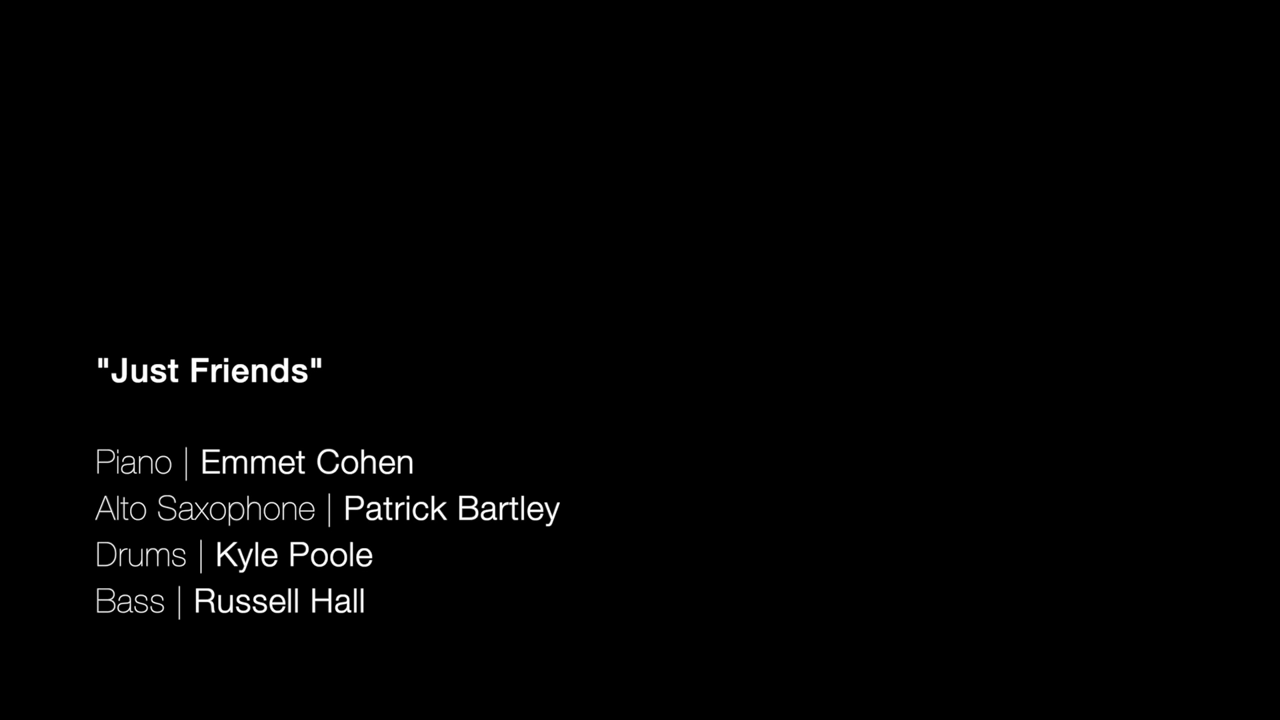 "Just Friends"
Piano | Emmet Cohen
Alto Saxophone | Patrick Bartley
Drums | Kyle Poole
Bass | Russell Hall